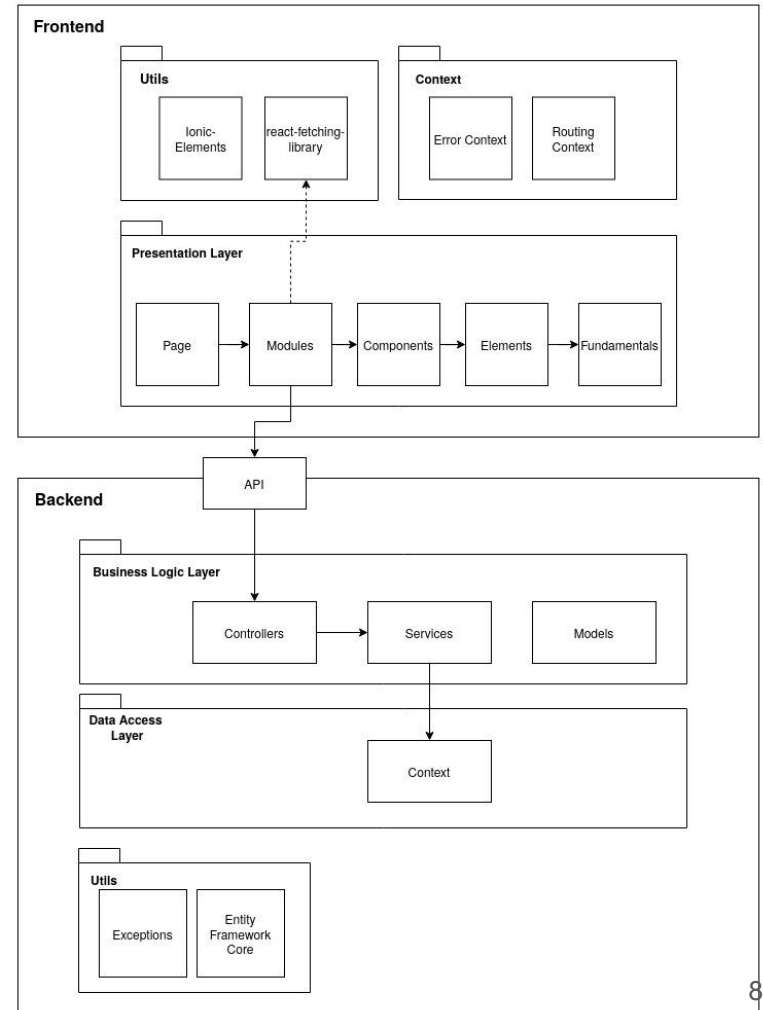 Frontend
Utils
Context
Ionic-
Elements
react-fetching-
library
Error Context
Routing
Context
Presentation Layer
Page
Modules
Components
Elements
Fundamentals
API
Backend
Business Logic Layer
Controllers
Services
Models
Data Access
Layer
Context
Utils
Exceptions
Entity
Framework
Core
8